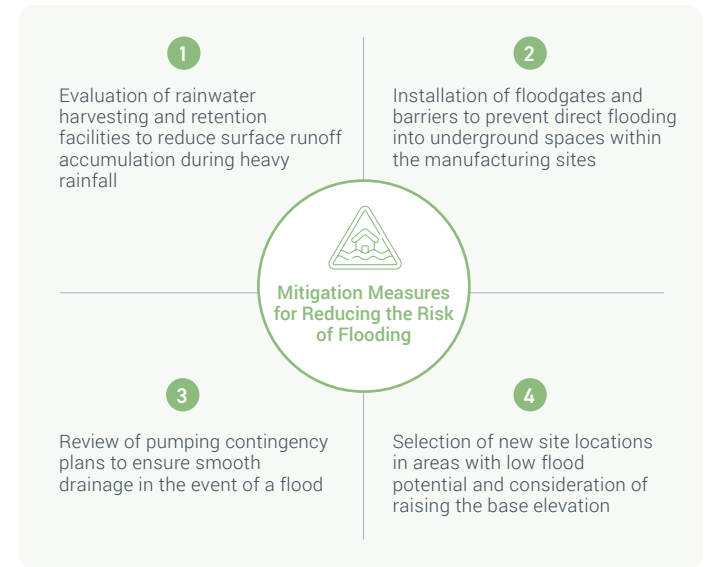 1
Evaluation of rainwater
harvesting and retention
facilities to reduce surface runoff
accumulation during heavy
rainfall
2
Installation of floodgates and
barriers to prevent direct flooding
into underground spaces within
the manufacturing sites
Mitigation Measures
for Reducing the Risk
of Flooding
3
Review of pumping contingency
plans to ensure smooth
drainage in the event of a flood
4
Selection of new site locations
in areas with low flood
potential and consideration of
raising the base elevation